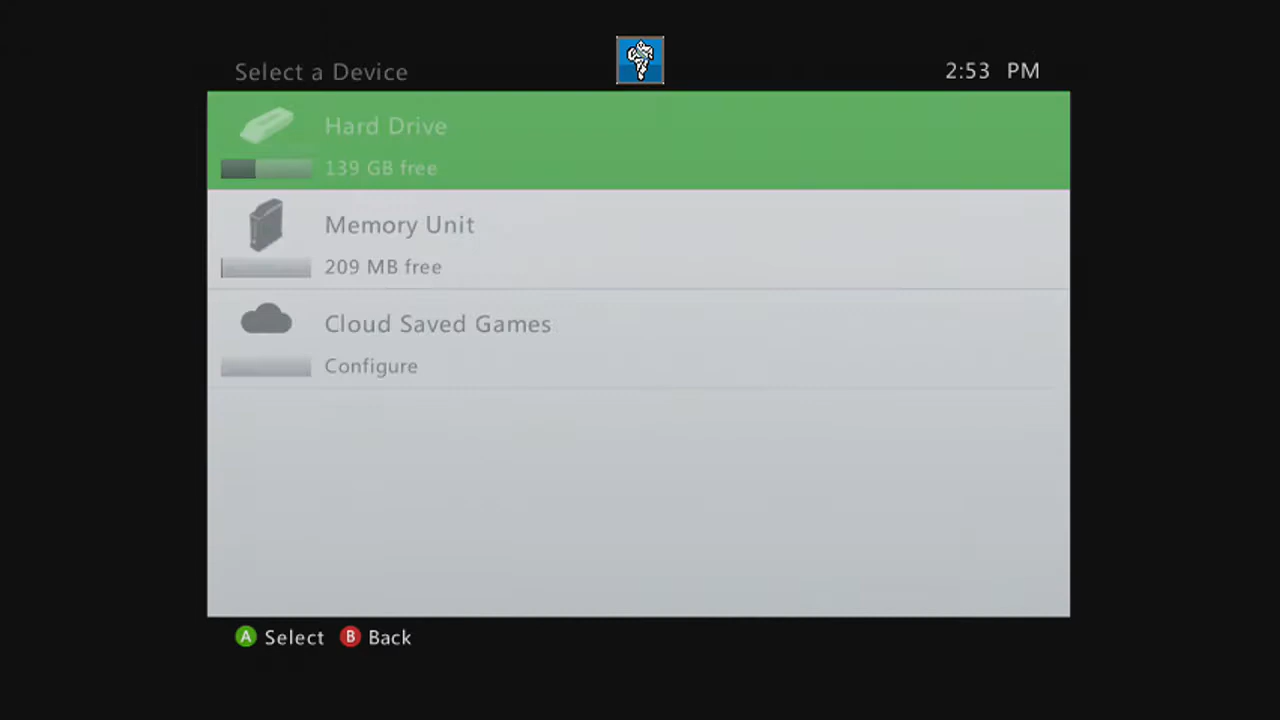 Select a Device
2:53 PM
Hard Drive
139 GB free
Memory Unit
209 MB free
Cloud Saved Games
Configure
A Select B Back